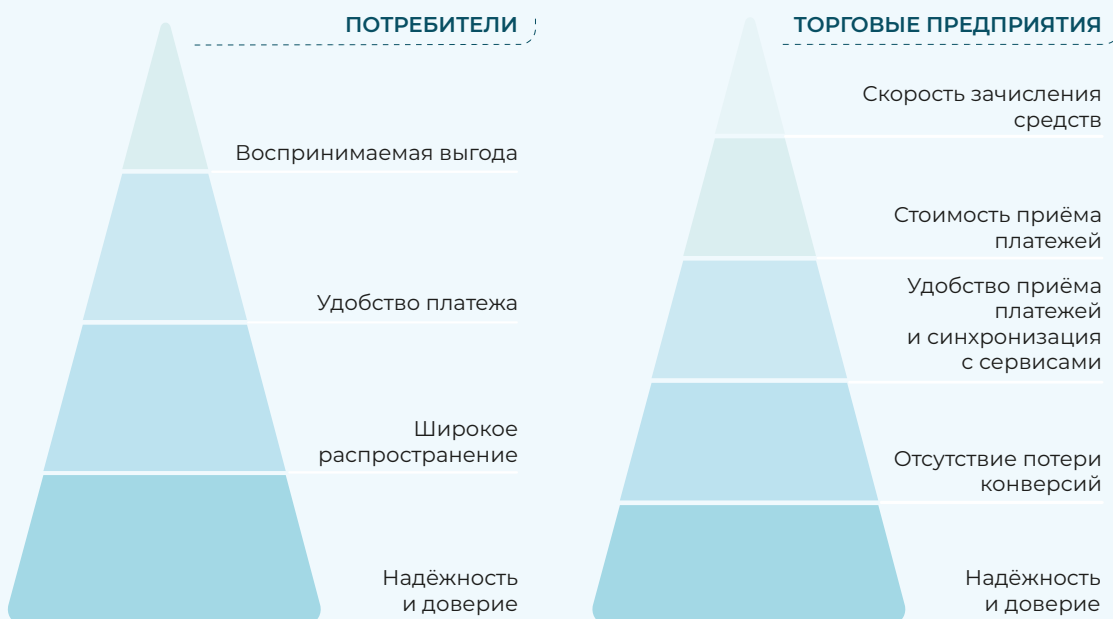 ПОТРЕБИТЕЛИ
Воспринимаемая выгода
Удобство платежа
Широкое
распространение
Надёжность
и доверие
ТОРГОВЫЕ ПРЕДПРИЯТИЯ
Скорость зачисления
средств
Стоимость приёма
платежей
Удобство приёма
платежей
и синхронизация
с сервисами
Отсутствие потери
конверсий
Надёжность
и доверие